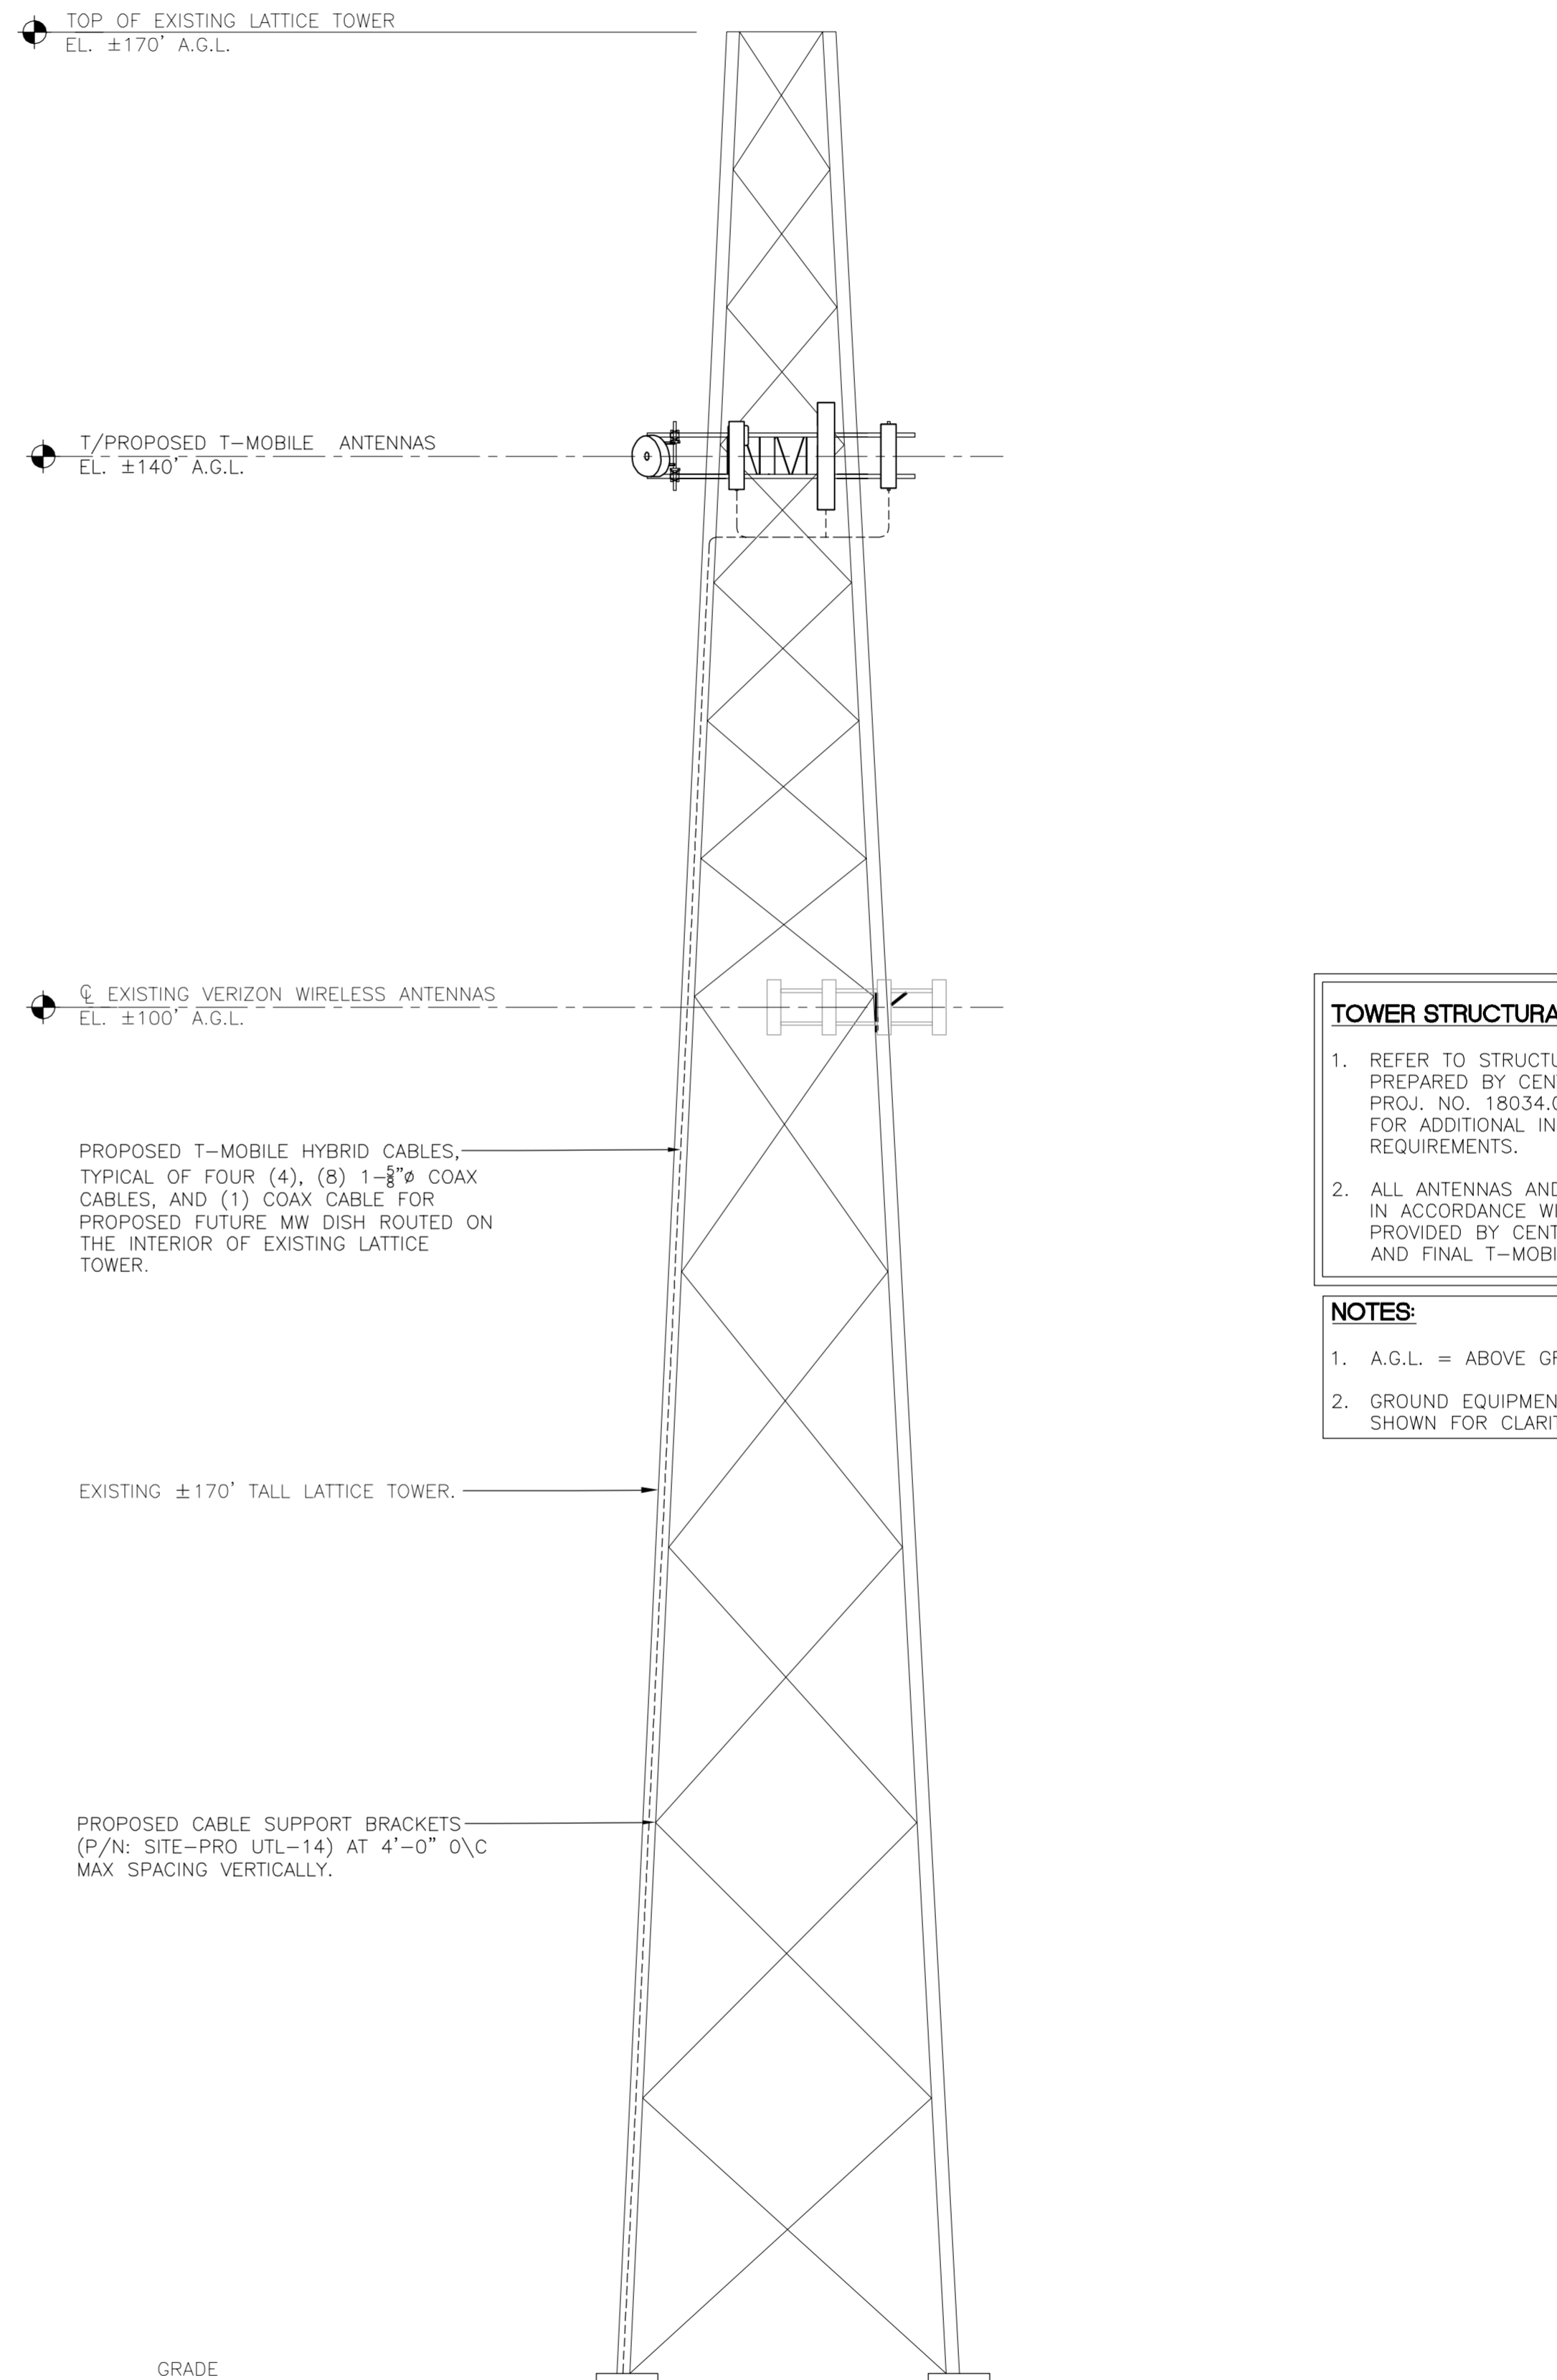 TOP OF EXISTING LATTICE TOWER
EL. ±170' A.G.L.
T/PROPOSED T-MOBILE ANTENNAS
EL. ±140' A.G.L.
℄ EXISTING VERIZON WIRELESS ANTENNAS
EL. ±100' A.G.L.
PROPOSED T-MOBILE HYBRID CABLES,
TYPICAL OF FOUR (4), (8) 1-5/8"ø COAX
CABLES, AND (1) COAX CABLE FOR
PROPOSED FUTURE MW DISH ROUTED ON
THE INTERIOR OF EXISTING LATTICE
TOWER.
EXISTING ±170' TALL LATTICE TOWER.
PROPOSED CABLE SUPPORT BRACKETS
(P/N: SITE-PRO UTL-14) AT 4'-0" O\C
MAX SPACING VERTICALLY.
GRADE
TOWER STRUCTURA
1. REFER TO STRUCTU
PREPARED BY CEN
PROJ. NO. 18034.
FOR ADDITIONAL IN
REQUIREMENTS.
2. ALL ANTENNAS AND
IN ACCORDANCE WI
PROVIDED BY CENT
AND FINAL T-MOBI
NOTES:
1. A.G.L. = ABOVE GR
2. GROUND EQUIPMEN
SHOWN FOR CLARIT